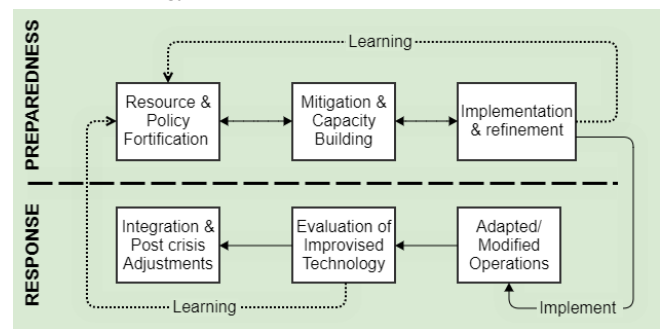 PREPAREDNESS
Learning
Resource &
Policy
Fortification
Mitigation &
Capacity
Building
Implementation
& refinement
RESPONSE
Integration &
Post crisis
Adjustments
Evaluation of
Improvised
Technology
Adapted/
Modified
Operations
Learning
Implement